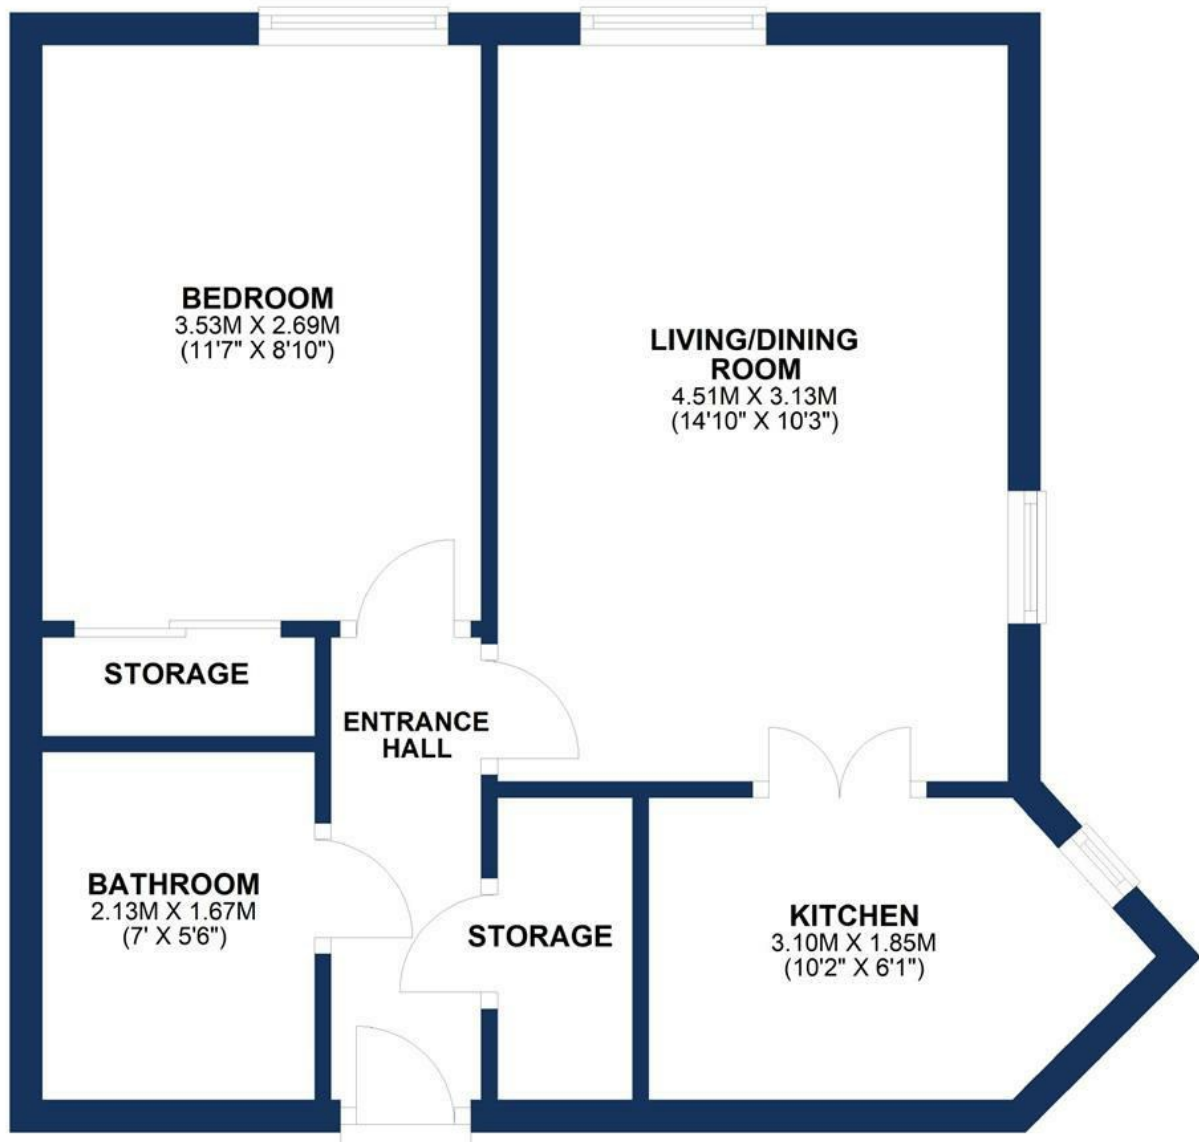 BEDROOM
3.53M X 2.69M
(11'7" X 8'10")
LIVING/DINING
ROOM
4.51M X 3.13M
(14'10" X 10'3")
STORAGE
ENTRANCE
HALL
BATHROOM
2.13M X 1.67M
(7' X 5'6")
STORAGE
KITCHEN
3.10M X 1.85M
(10'2" X 6'1")